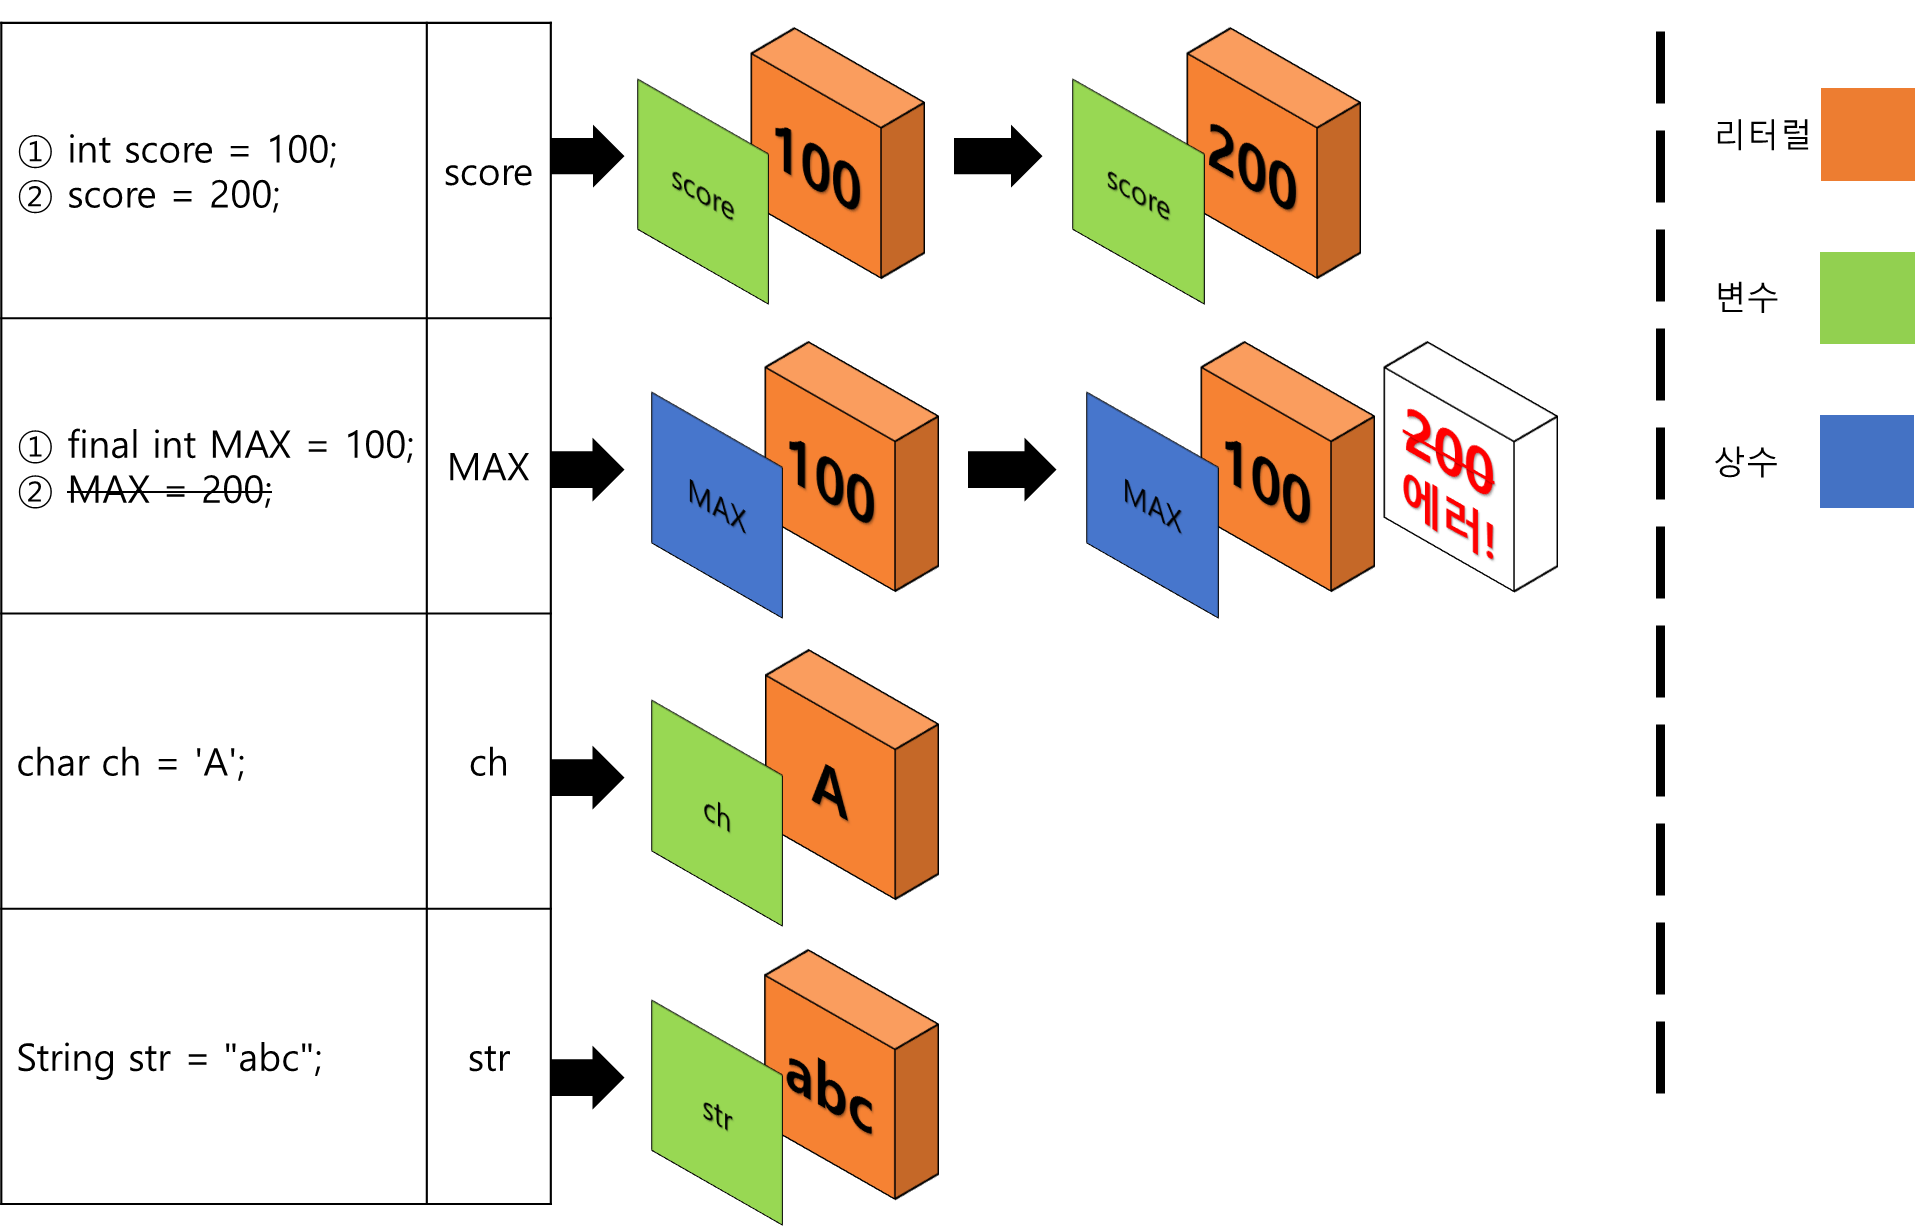 ① int score = 100;
② score = 200;
score
score
100
score
200
① final int MAX = 100;
② MAX = 200;
MAX
MAX
100
MAX
100
200
에러!
char ch = 'A';
ch
ch
A
String str = "abc";
str
str
abc
리터럴
변수
상수